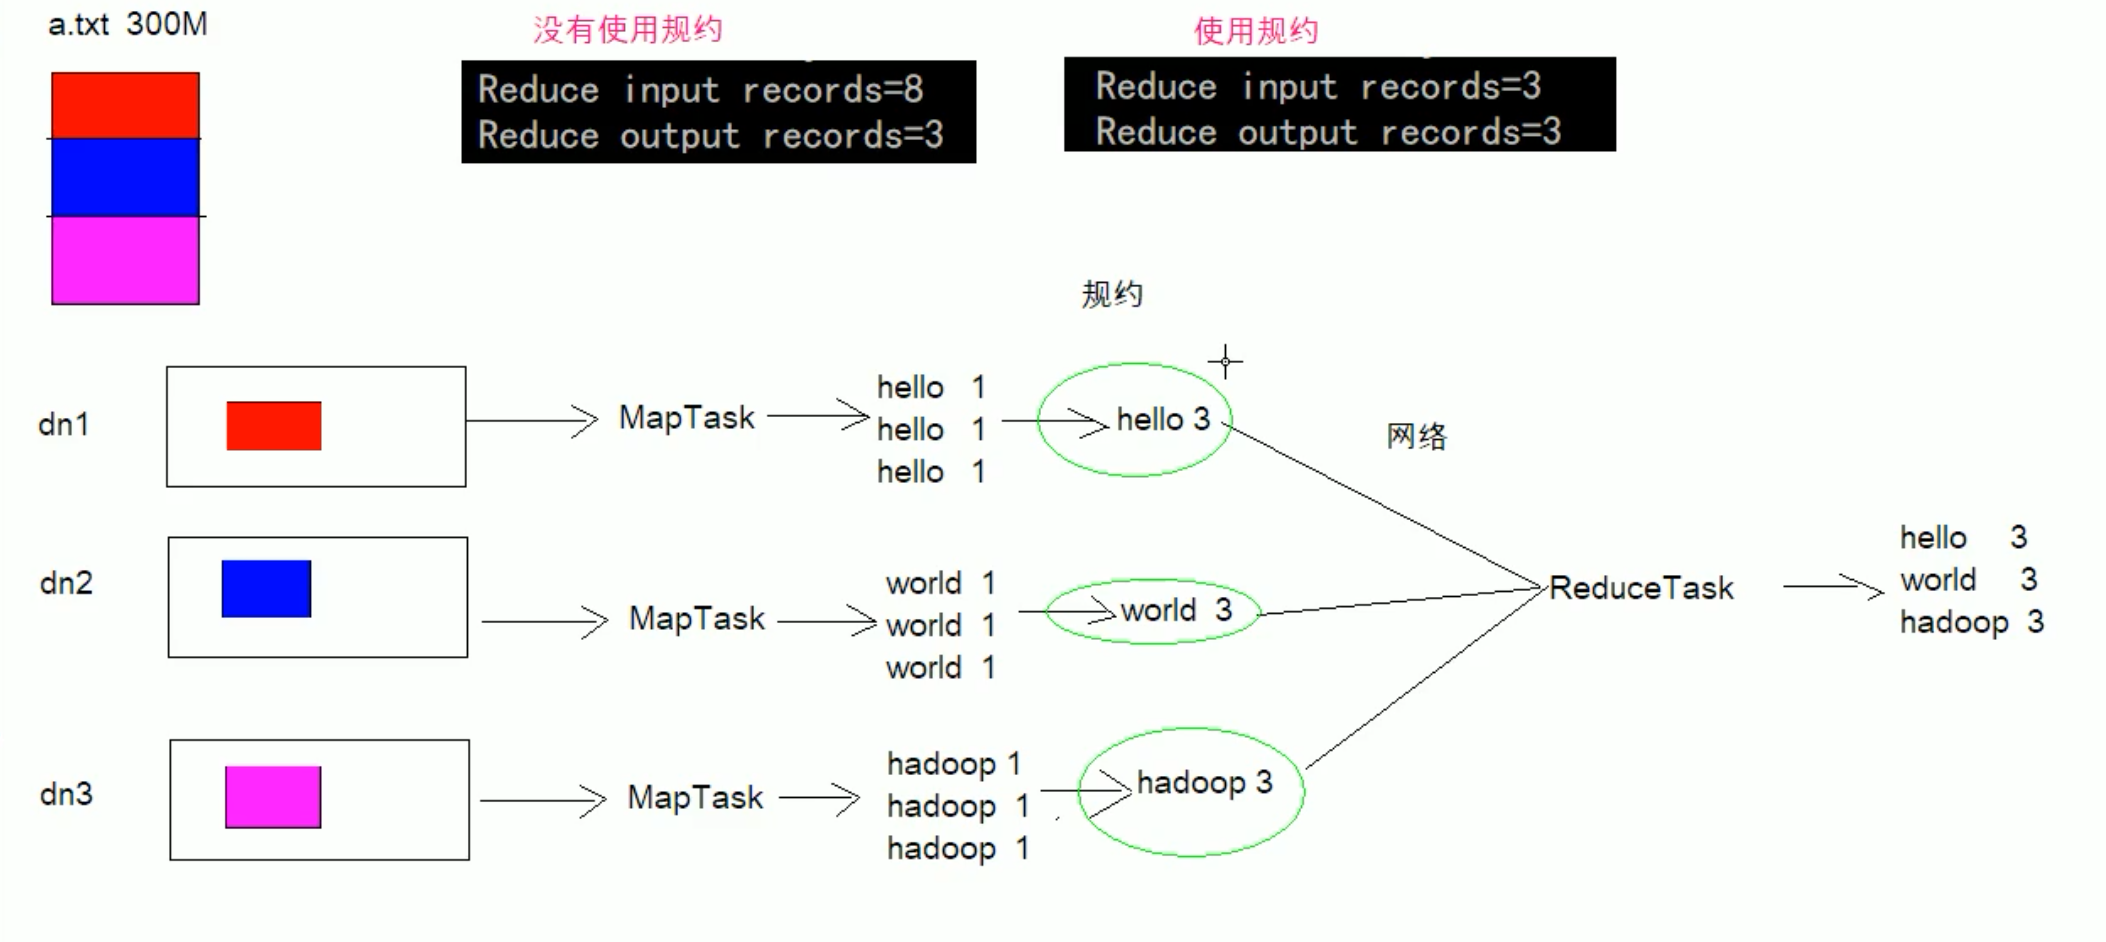 a.txt 300M
没有使用规约
使用规约
Reduce input records=8
Reduce output records=3
Reduce input records=3
Reduce output records=3
规约
dn1
MapTask
hello 1
hello 1
hello 1
hello 3
网络
dn2
MapTask
world 1
world 1
world 1
world 3
ReduceTask
hello 3
world 3
hadoop 3
dn3
MapTask
hadoop 1
hadoop 1
hadoop 1
hadoop 3